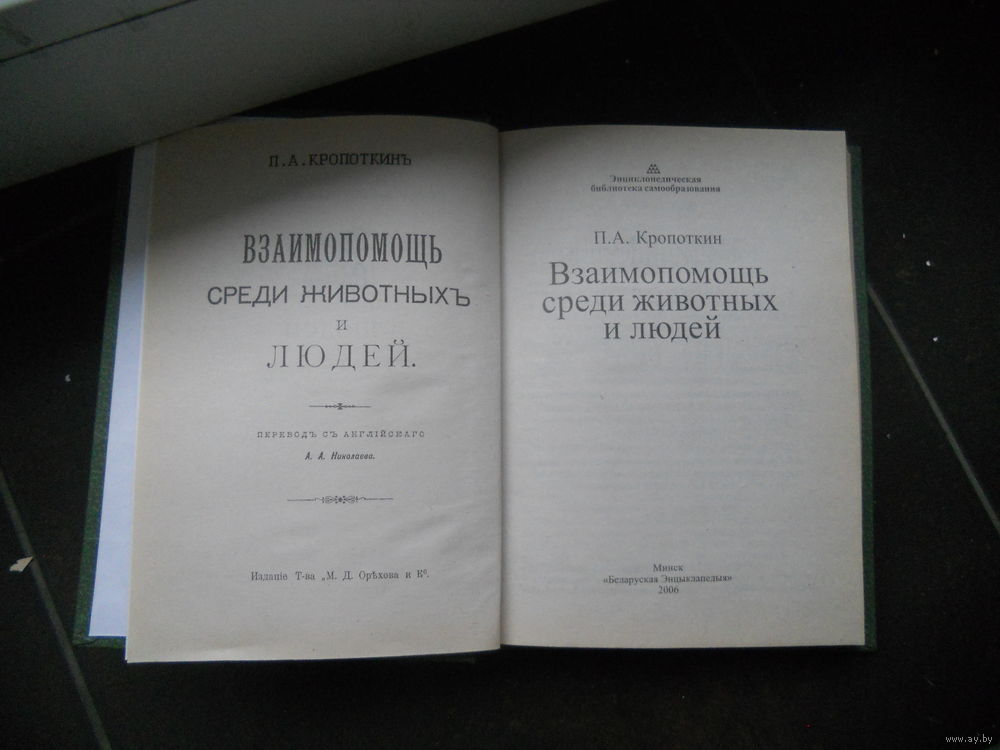 П.А.КРОПОТКИНЪ
ВЗАИМОПОМОЩЬ
СРЕДИ ЖИВОТНЫХЪ
И
ЛЮДЕЙ.
ПЕРЕВОДЪ СЪ АНГЛІЙСКАГО
А. А. Николаева.
Изданіе Т-ва „М. Д. Орѣхова и К⁰.
Энциклопедическая
библиотека самообразования
П.А. Кропоткин
Взаимопомощь
среди животных
и людей
Минск
«Беларуская Энцыклапедыя»
2006
www.ay.by